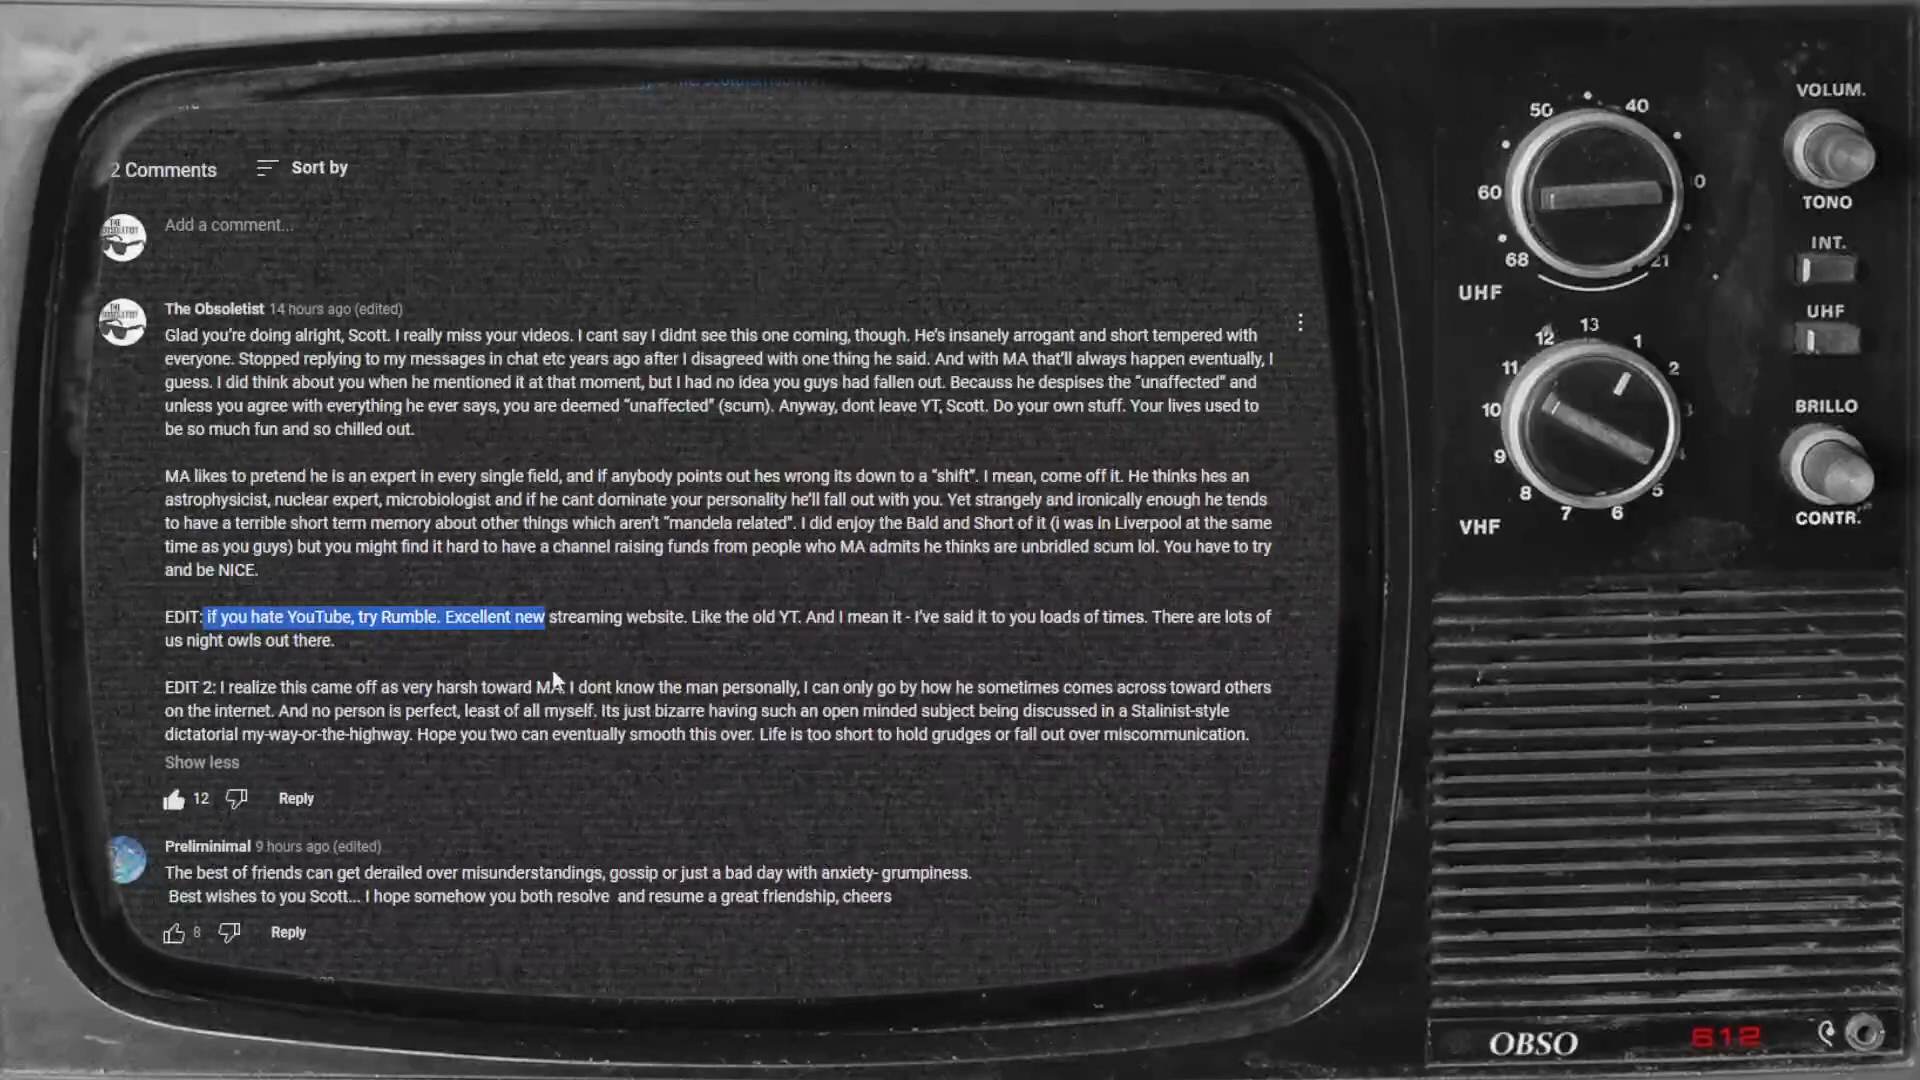 2 Comments
Sort by
Add a comment...
The Obsoletist 14 hours ago (edited)
Glad you're doing alright, Scott. I really miss your videos. I cant say I didnt see this one coming, though. He's insanely arrogant and short tempered with
everyone. Stopped replying to my messages in chat etc years ago after I disagreed with one thing he said. And with MA that'll always happen eventually, I
guess. I did think about you when he mentioned it at that moment, but I had no idea you guys had fallen out. Becauss he despises the "unaffected" and
unless you agree with everything he ever says, you are deemed "unaffected" (scum). Anyway, dont leave YT, Scott. Do your own stuff. Your lives used to
be so much fun and so chilled out.
MA likes to pretend he is an expert in every single field, and if anybody points out hes wrong its down to a "shift". I mean, come off it. He thinks hes an
astrophysicist, nuclear expert, microbiologist and if he cant dominate your personality he'll fall out with you. Yet strangely and ironically enough he tends
to have a terrible short term memory about other things which aren't "mandela related". I did enjoy the Bald and Short of it (i was in Liverpool at the same
time as you guys) but you might find it hard to have a channel raising funds from people who MA admits he thinks are unbridled scum lol. You have to try
and be NICE.
EDIT: if you hate YouTube, try Rumble. Excellent new streaming website. Like the old YT. And I mean it - I've said it to you loads of times. There are lots of
us night owls out there.
EDIT 2: I realize this came off as very harsh toward MA. I dont know the man personally, I can only go by how he sometimes comes across toward others
on the internet. And no person is perfect, least of all myself. Its just bizarre having such an open minded subject being discussed in a Stalinist-style
dictatorial my-way-or-the-highway. Hope you two can eventually smooth this over. Life is too short to hold grudges or fall out over miscommunication.
Show less
12 Reply
Preliminimal 9 hours ago (edited)
The best of friends can get derailed over misunderstandings, gossip or just a bad day with anxiety- grumpiness.
Best wishes to you Scott... I hope somehow you both resolve and resume a great friendship, cheers
8 Reply
50 40
60 0
68 21
UHF
13
12 1
11 2
10 3
9
8 5
7 6
VHF
VOLUM.
TONO
INT.
UHF
BRILLO
CONTR.
OBSO 612